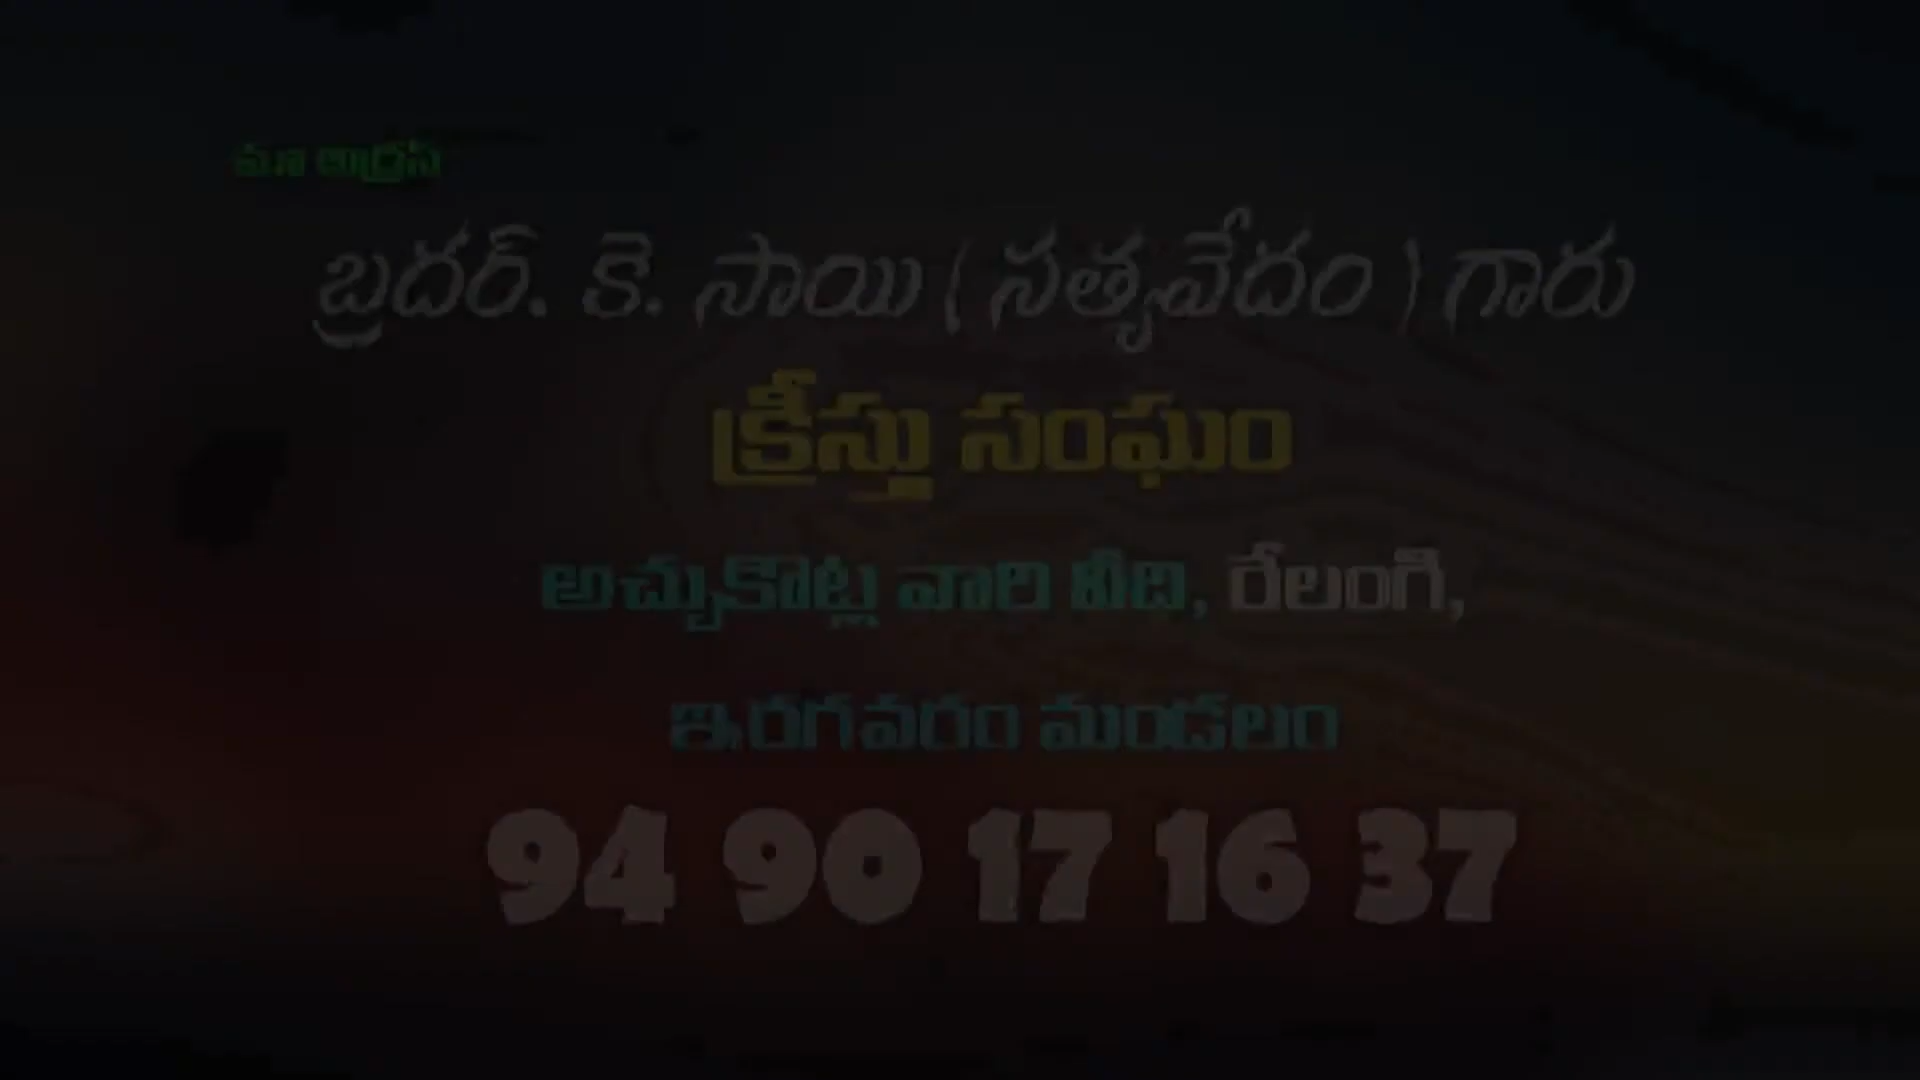 మా అడ్రస్
బ్రదర్. కె. సాయి ( సత్యవేదం ) గారు
క్రీస్తు సంఘం
అచ్చుకొట్ల వారి వీది, రేలంగి,
ఇరగవరం మండలం
94 90 17 16 37